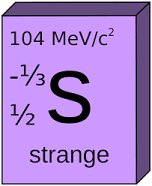 104 MeV/c²
-⅓
s
½
strange